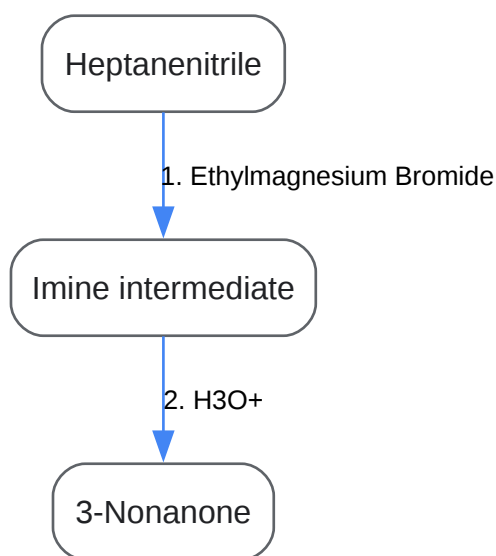 Heptanenitrile
1. Ethylmagnesium Bromide
Imine intermediate
2. H3O+
3-Nonanone